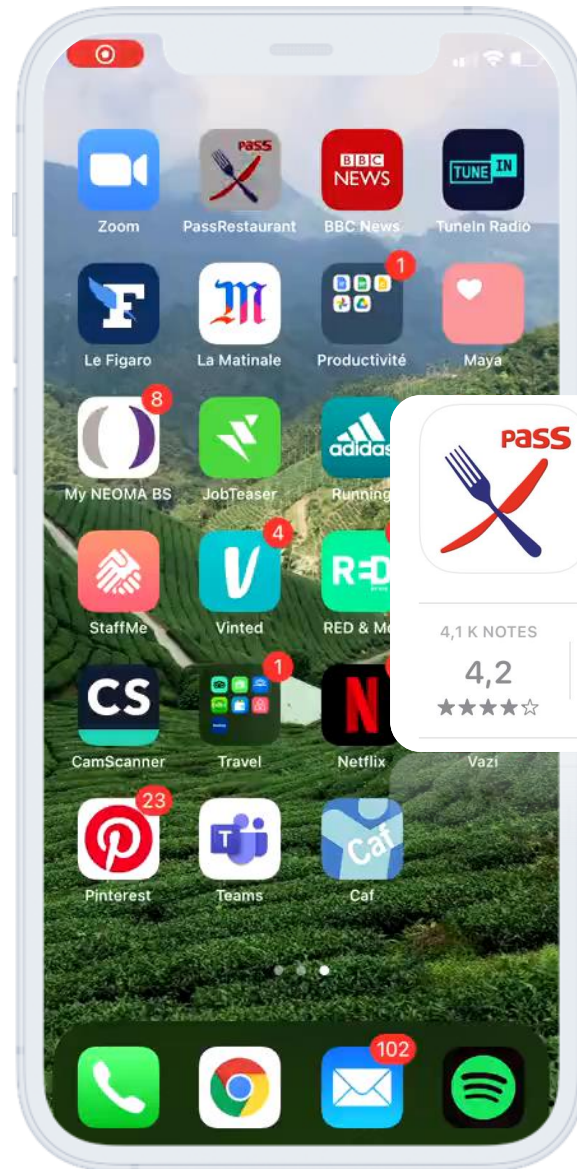 Pass
BBC
NEWS
TUNE IN
Zoom
PassRestaurant
BBC News
TuneIn Radio
F
m
1
Le Figaro
La Matinale
Productivité
Maya
8
adidas
Pass
My NEOMA BS
JobTeaser
Running
4
V
RED
StaffMe
Vinted
RED & M
4,1 K NOTES
4,2
CS
1
N
CamScanner
Travel
Netflix
Vazi
23
T
Caf
Pinterest
Teams
Caf
102